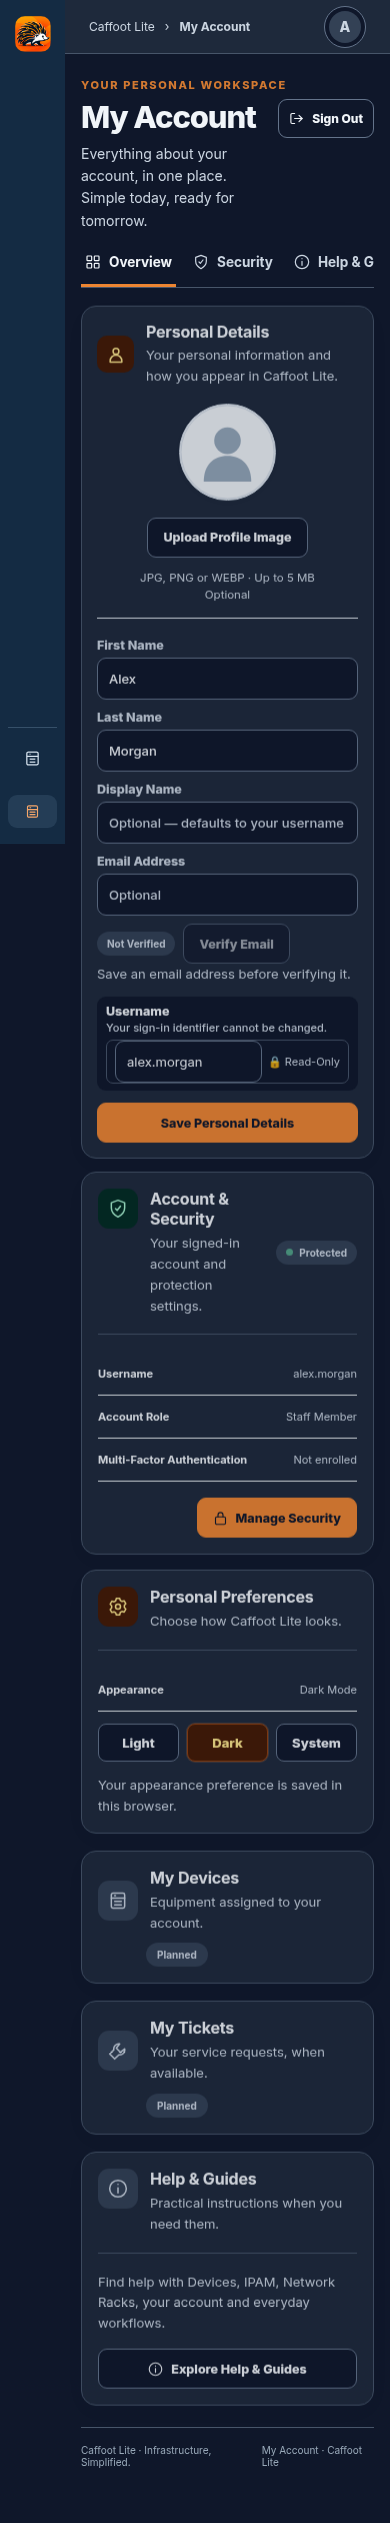 Caffoot Lite › My Account
A
YOUR PERSONAL WORKSPACE
My Account
Sign Out
Everything about your
account, in one place.
Simple today, ready for
tomorrow.
Overview
Security
Help & G
Personal Details
Your personal information and
how you appear in Caffoot Lite.
Upload Profile Image
JPG, PNG or WEBP · Up to 5 MB
Optional
First Name
Alex
Last Name
Morgan
Display Name
Optional — defaults to your username
Email Address
Optional
Not Verified
Verify Email
Save an email address before verifying it.
Username
Your sign-in identifier cannot be changed.
alex.morgan
🔒 Read-Only
Save Personal Details
Account &
Security
Your signed-in
account and
protection
settings.
Protected
Username alex.morgan
Account Role Staff Member
Multi-Factor Authentication Not enrolled
Manage Security
Personal Preferences
Choose how Caffoot Lite looks.
Appearance Dark Mode
Light
Dark
System
Your appearance preference is saved in
this browser.
My Devices
Equipment assigned to your
account.
Planned
My Tickets
Your service requests, when
available.
Planned
Help & Guides
Practical instructions when you
need them.
Find help with Devices, IPAM, Network
Racks, your account and everyday
workflows.
Explore Help & Guides
Caffoot Lite · Infrastructure,
Simplified.
My Account · Caffoot
Lite